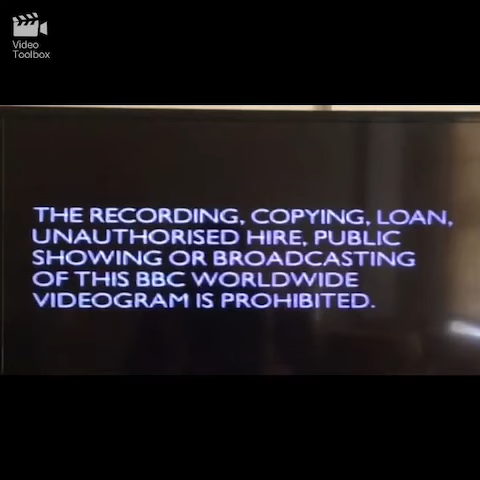 Video
Toolbox
THE RECORDING, COPYING, LOAN,
UNAUTHORISED HIRE, PUBLIC
SHOWING OR BROADCASTING
OF THIS BBC WORLDWIDE
VIDEOGRAM IS PROHIBITED.